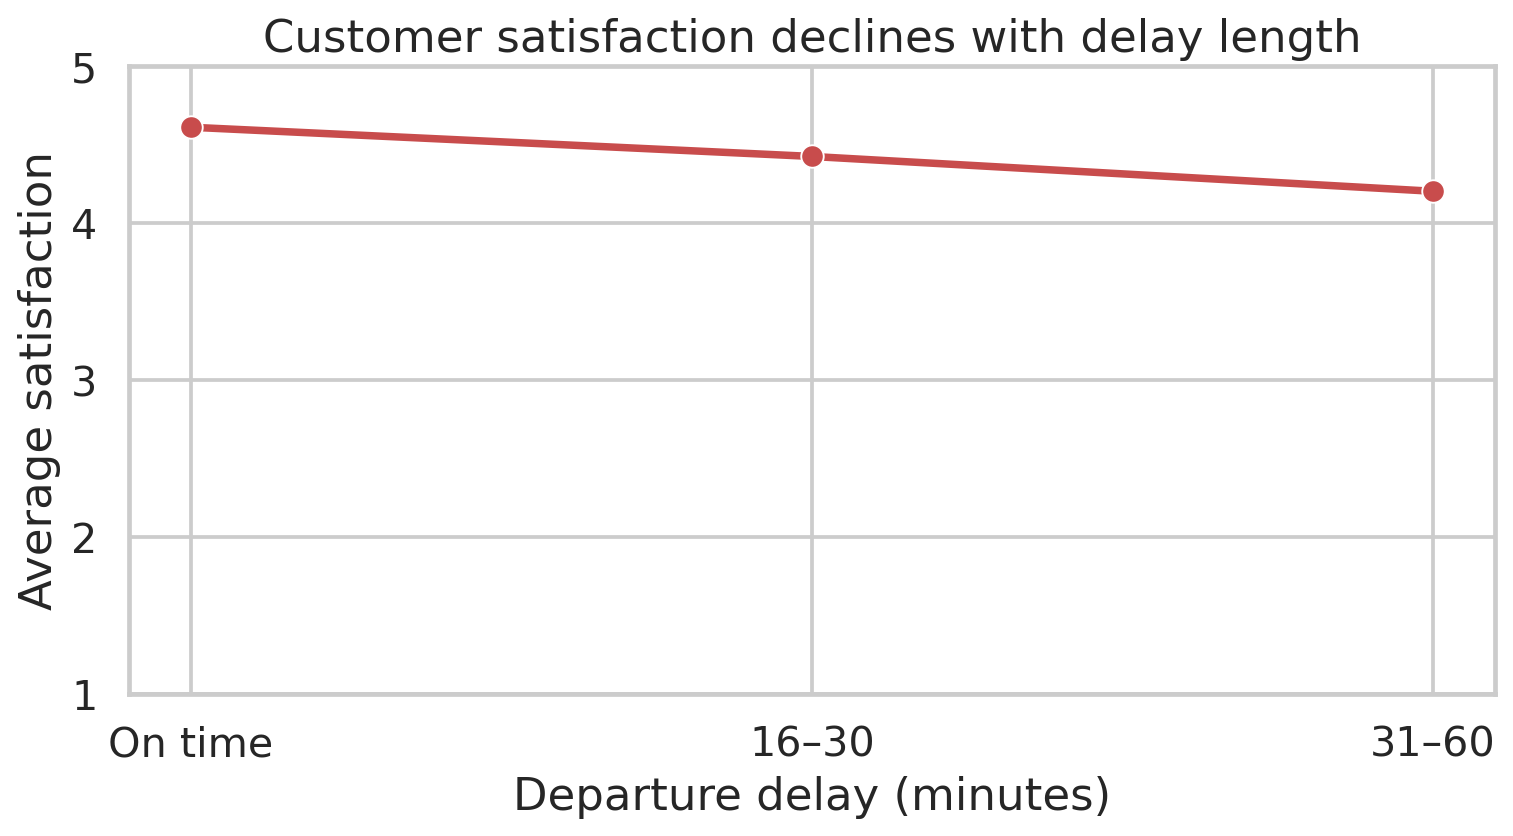 Customer satisfaction declines with delay length
5
4
3
2
1
Average satisfaction
On time
16–30
31–60
Departure delay (minutes)